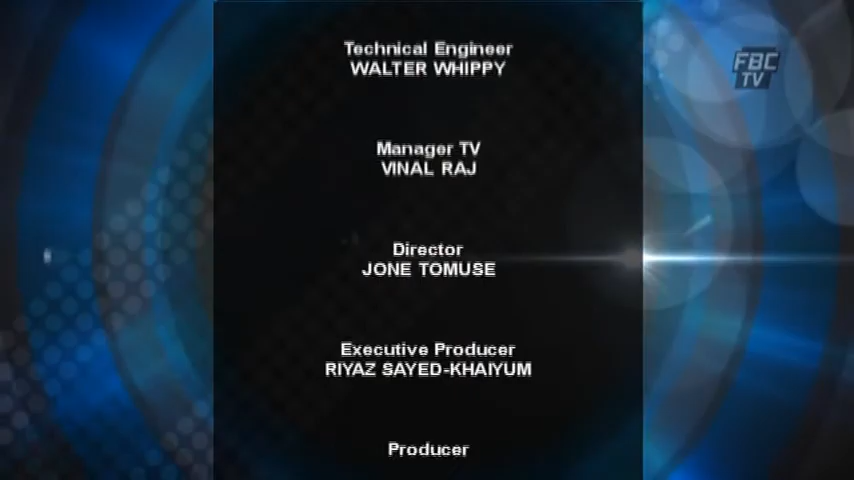 Technical Engineer
WALTER WHIPPY
FBC
TV
Manager TV
VINAL RAJ
Director
JONE TOMUSE
Executive Producer
RIYAZ SAYED-KHAIYUM
Producer